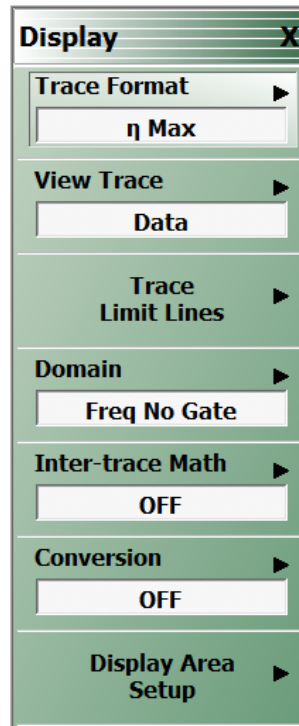 Display X
Trace Format
η Max
View Trace
Data
Trace
Limit Lines
Domain
Freq No Gate
Inter-trace Math
OFF
Conversion
OFF
Display Area
Setup